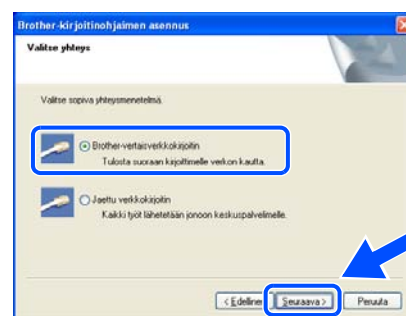 Brother-kirjoitinohjaimen asennus
Valitse yhteys
Valitse sopiva yhteysmenetelmä.
Brother-vertaisverkkokirjoitin
Tulosta suoraan kirjoittimelle verkon kautta.
Jaettu verkkokirjoitin
Kaikki työt lähetetään jonoon keskuspalvelimelle.
< Edelline Seuraava > Peruuta